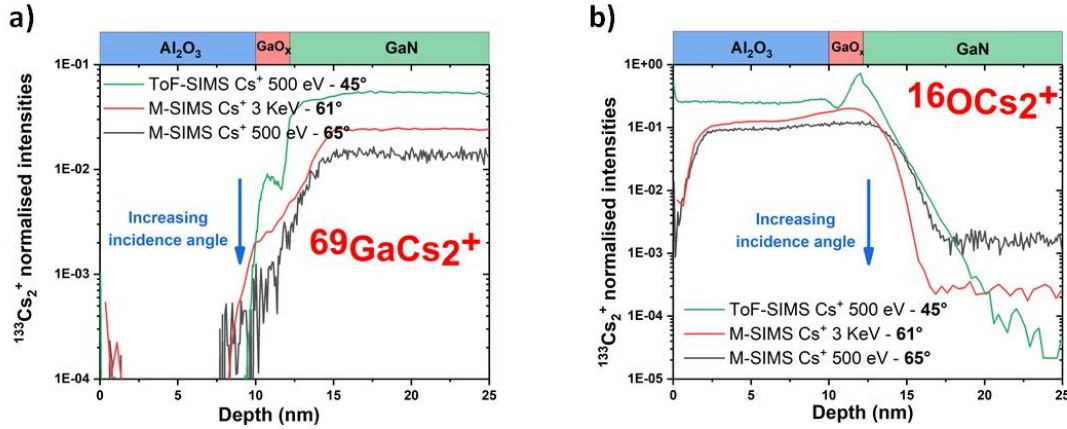 a)
Al₂O₃ GaOₓ GaN
1E-01
1E-02
1E-03
1E-04
¹³³Cs₂⁺ normalised intensities
ToF-SIMS Cs⁺ 500 eV - 45°
M-SIMS Cs⁺ 3 KeV - 61°
M-SIMS Cs⁺ 500 eV - 65°
Increasing
incidence angle
⁶⁹GaCs₂⁺
0 5 10 15 20 25
Depth (nm)
b)
Al₂O₃ GaOₓ GaN
1E+00
1E-01
1E-02
1E-03
1E-04
1E-05
¹³³Cs₂⁺ normalised intensities
¹⁶OCs₂⁺
Increasing
incidence angle
ToF-SIMS Cs⁺ 500 eV - 45°
M-SIMS Cs⁺ 3 KeV - 61°
M-SIMS Cs⁺ 500 eV - 65°
0 5 10 15 20 25
Depth (nm)